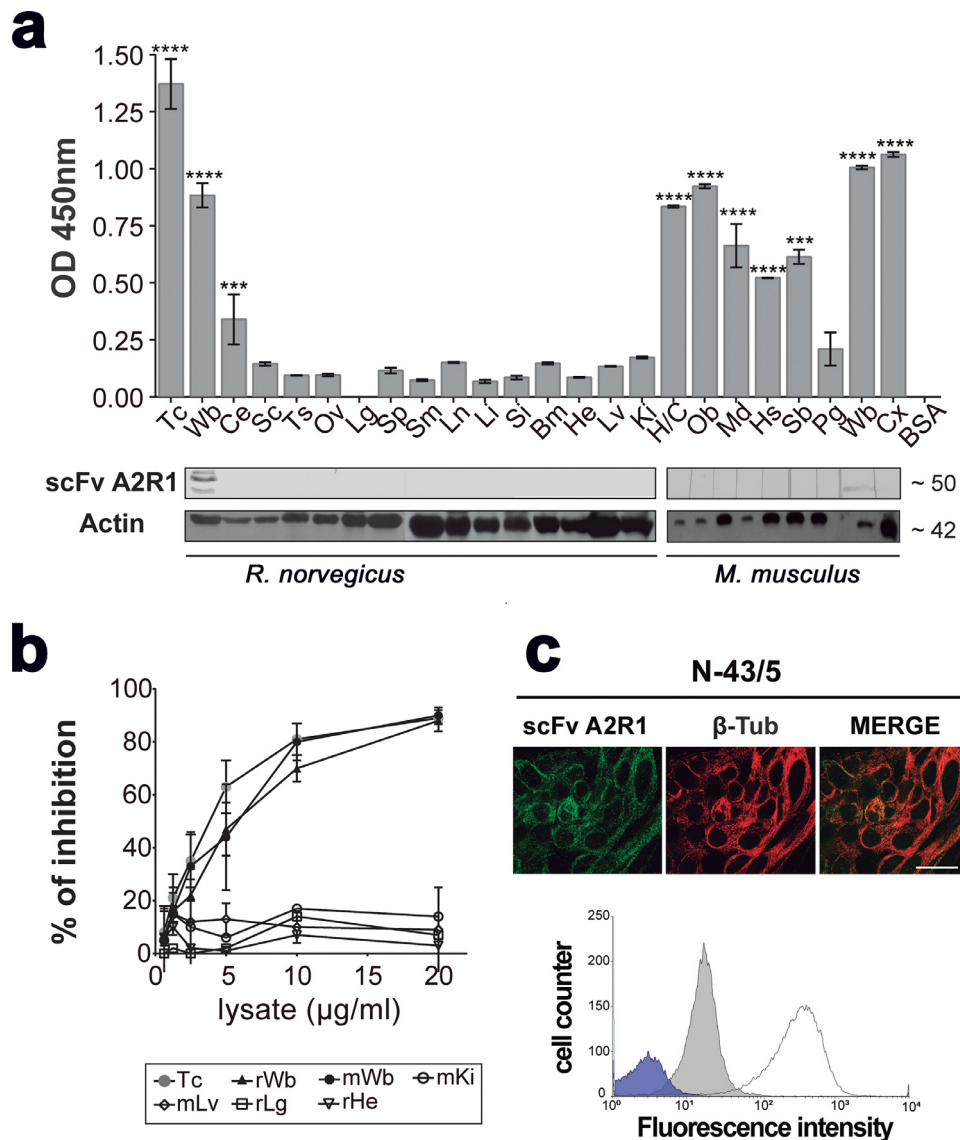 a
OD 450nm
1.50
1.25
1.00
0.75
0.50
0.25
0.00
**** **** *** **** **** **** **** *** **** ****
Tc Wb Ce Sc Ts Ov Lg Sp Sm Ln Li Si Bm He Lv Ki H/C Ob Md Hs Sb Pg Wb Cx BSA
scFv A2R1 ~ 50
Actin ~ 42
R. norvegicus M. musculus
b
% of inhibition
100
80
60
40
20
0
0 5 10 15 20
lysate (µg/ml)
Tc rWb mWb mKi
mLv rLg rHe
c
N-43/5
scFv A2R1 β-Tub MERGE
cell counter
250
200
150
100
50
0
10⁰ 10¹ 10² 10³ 10⁴
Fluorescence intensity